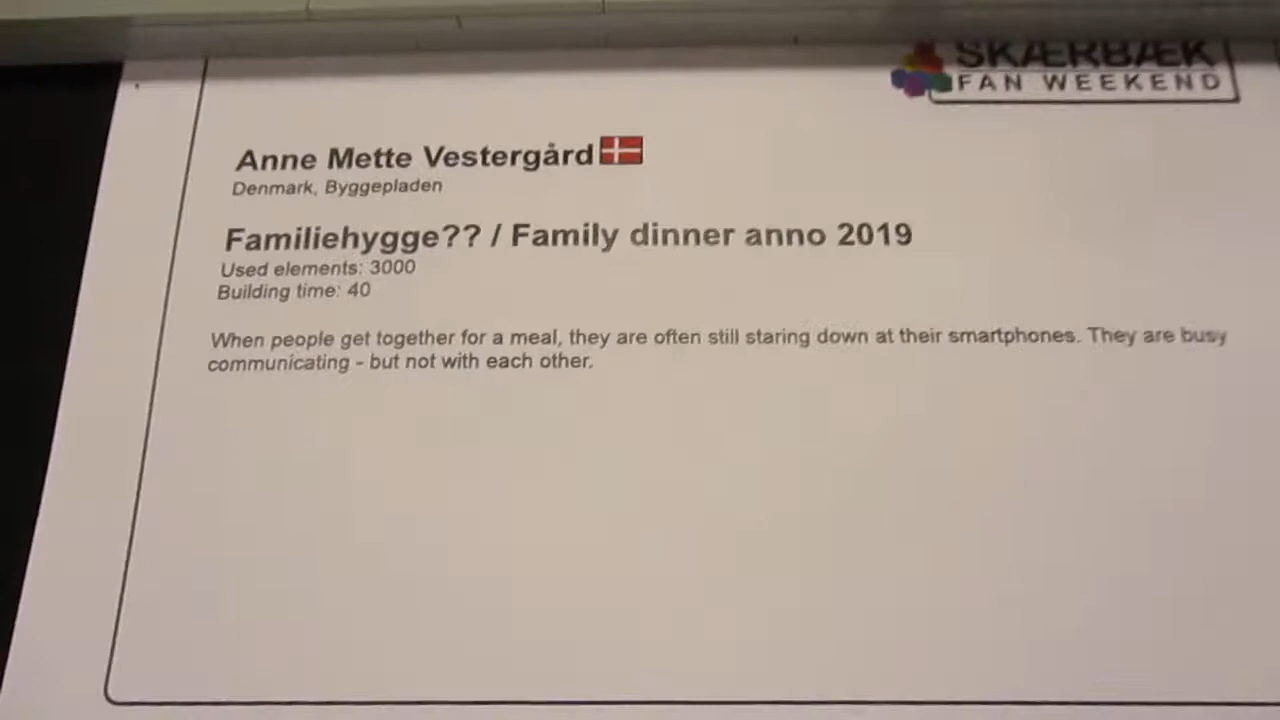 SKÆRBÆK
FAN WEEKEND
Anne Mette Vestergård
Denmark, Byggepladen
Familiehygge?? / Family dinner anno 2019
Used elements: 3000
Building time: 40
When people get together for a meal, they are often still staring down at their smartphones. They are busy
communicating - but not with each other.